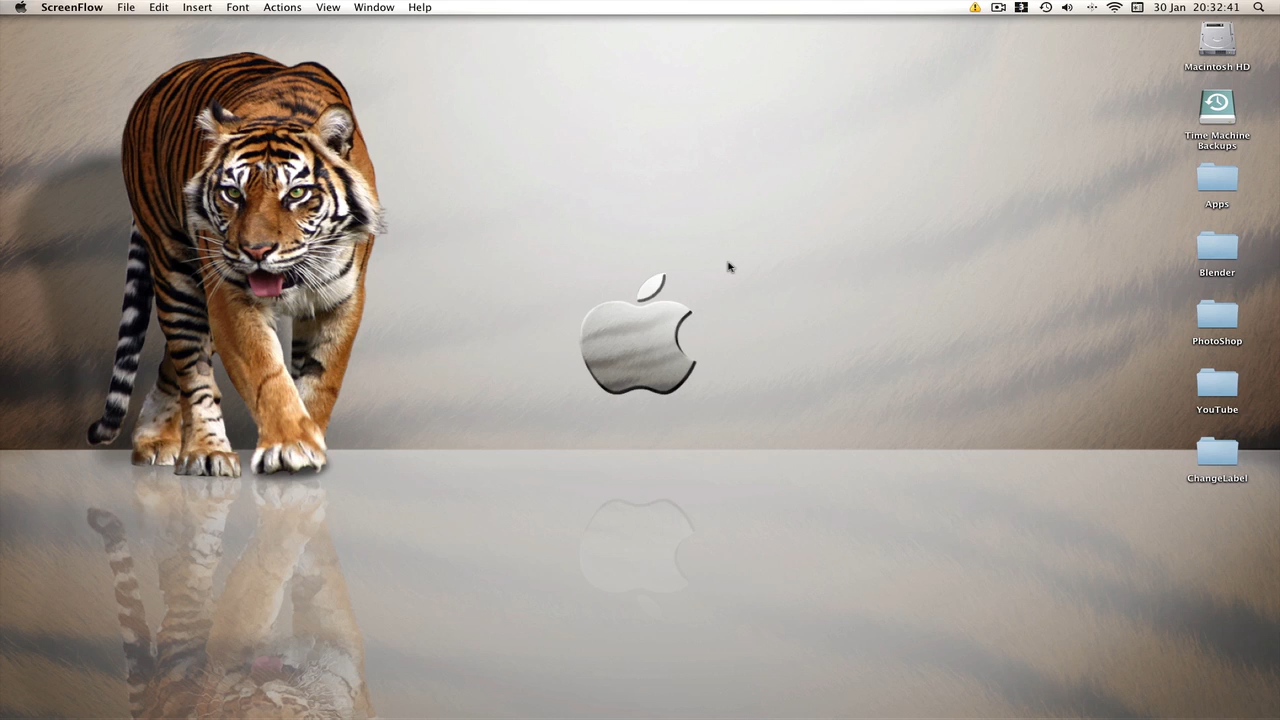 ScreenFlow File Edit Insert Font Actions View Window Help 3 30 Jan 20:32:41
Macintosh HD
Time Machine
Backups
Apps
Blender
PhotoShop
YouTube
ChangeLabel